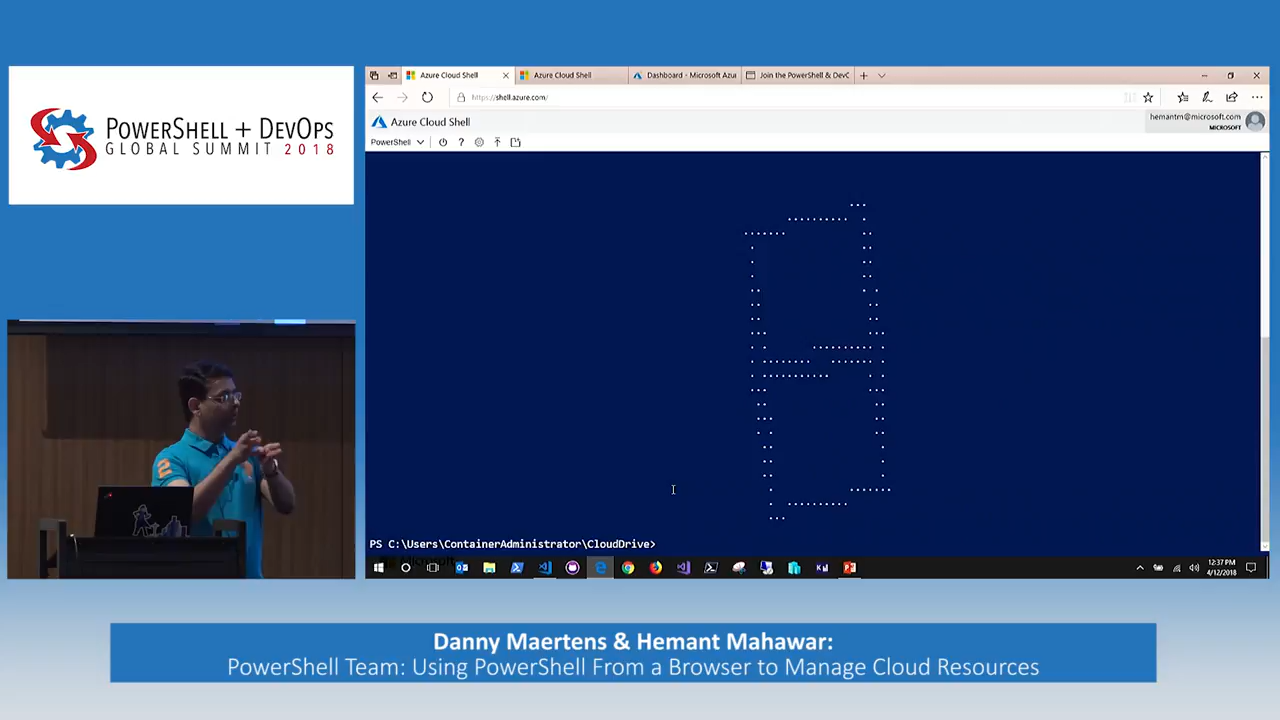 POWERSHELL + DEVOPS
GLOBAL SUMMIT 2018
Azure Cloud Shell
Azure Cloud Shell
Dashboard - Microsoft Azu
Join the PowerShell & DevC
https://shell.azure.com/
Azure Cloud Shell
hemantm@microsoft.com
MICROSOFT
PowerShell
?
PS C:\Users\ContainerAdministrator\CloudDrive>
12:37 PM
4/12/2018
2
Danny Maertens & Hemant Mahawar:
PowerShell Team: Using PowerShell From a Browser to Manage Cloud Resources